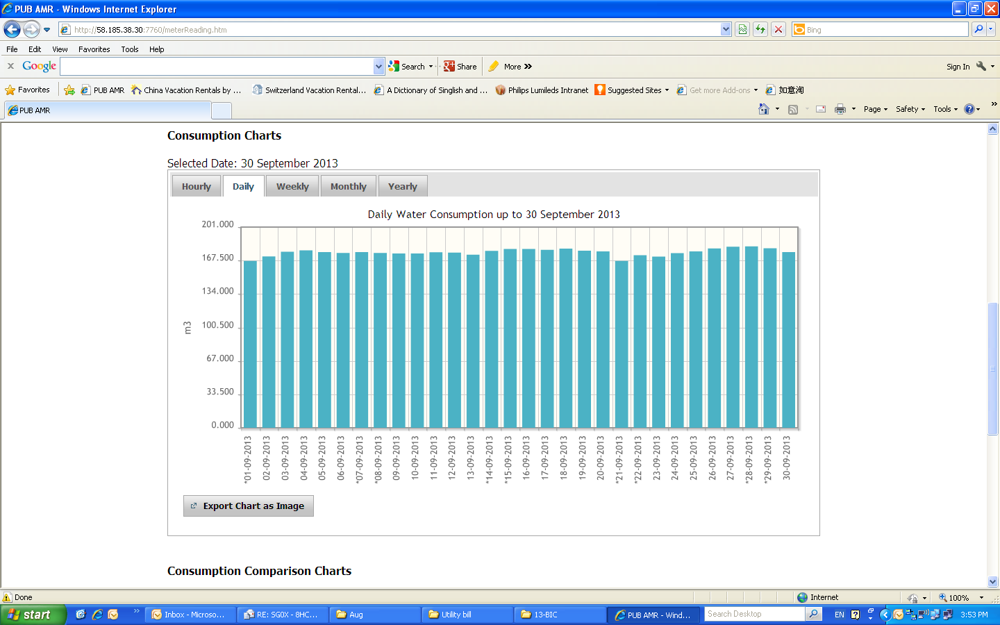 PUB AMR - Windows Internet Explorer
http://58.185.38.30:7760/meterReading.htm
Bing
File Edit View Favorites Tools Help
x Google Search Share More » Sign In
Favorites PUB AMR China Vacation Rentals by ... Switzerland Vacation Rental... A Dictionary of Singlish and ... Philips Lumileds Intranet Suggested Sites Get more Add-ons 如意淘
PUB AMR Page Safety Tools »
Consumption Charts
Selected Date: 30 September 2013
Hourly Daily Weekly Monthly Yearly
Daily Water Consumption up to 30 September 2013
201.000
167.500
134.000
100.500
67.000
33.500
0.000
m3
*01-09-2013
02-09-2013
03-09-2013
04-09-2013
05-09-2013
06-09-2013
*07-09-2013
*08-09-2013
09-09-2013
10-09-2013
11-09-2013
12-09-2013
13-09-2013
*14-09-2013
*15-09-2013
16-09-2013
17-09-2013
18-09-2013
19-09-2013
20-09-2013
*21-09-2013
*22-09-2013
23-09-2013
24-09-2013
25-09-2013
26-09-2013
27-09-2013
*28-09-2013
*29-09-2013
30-09-2013
Export Chart as Image
Consumption Comparison Charts
Done Internet 100%
start » Inbox - Microso... RE: SG0X - 8HC... Aug Utility bill 13-BIC PUB AMR - Wind... Search Desktop EN 3:53 PM